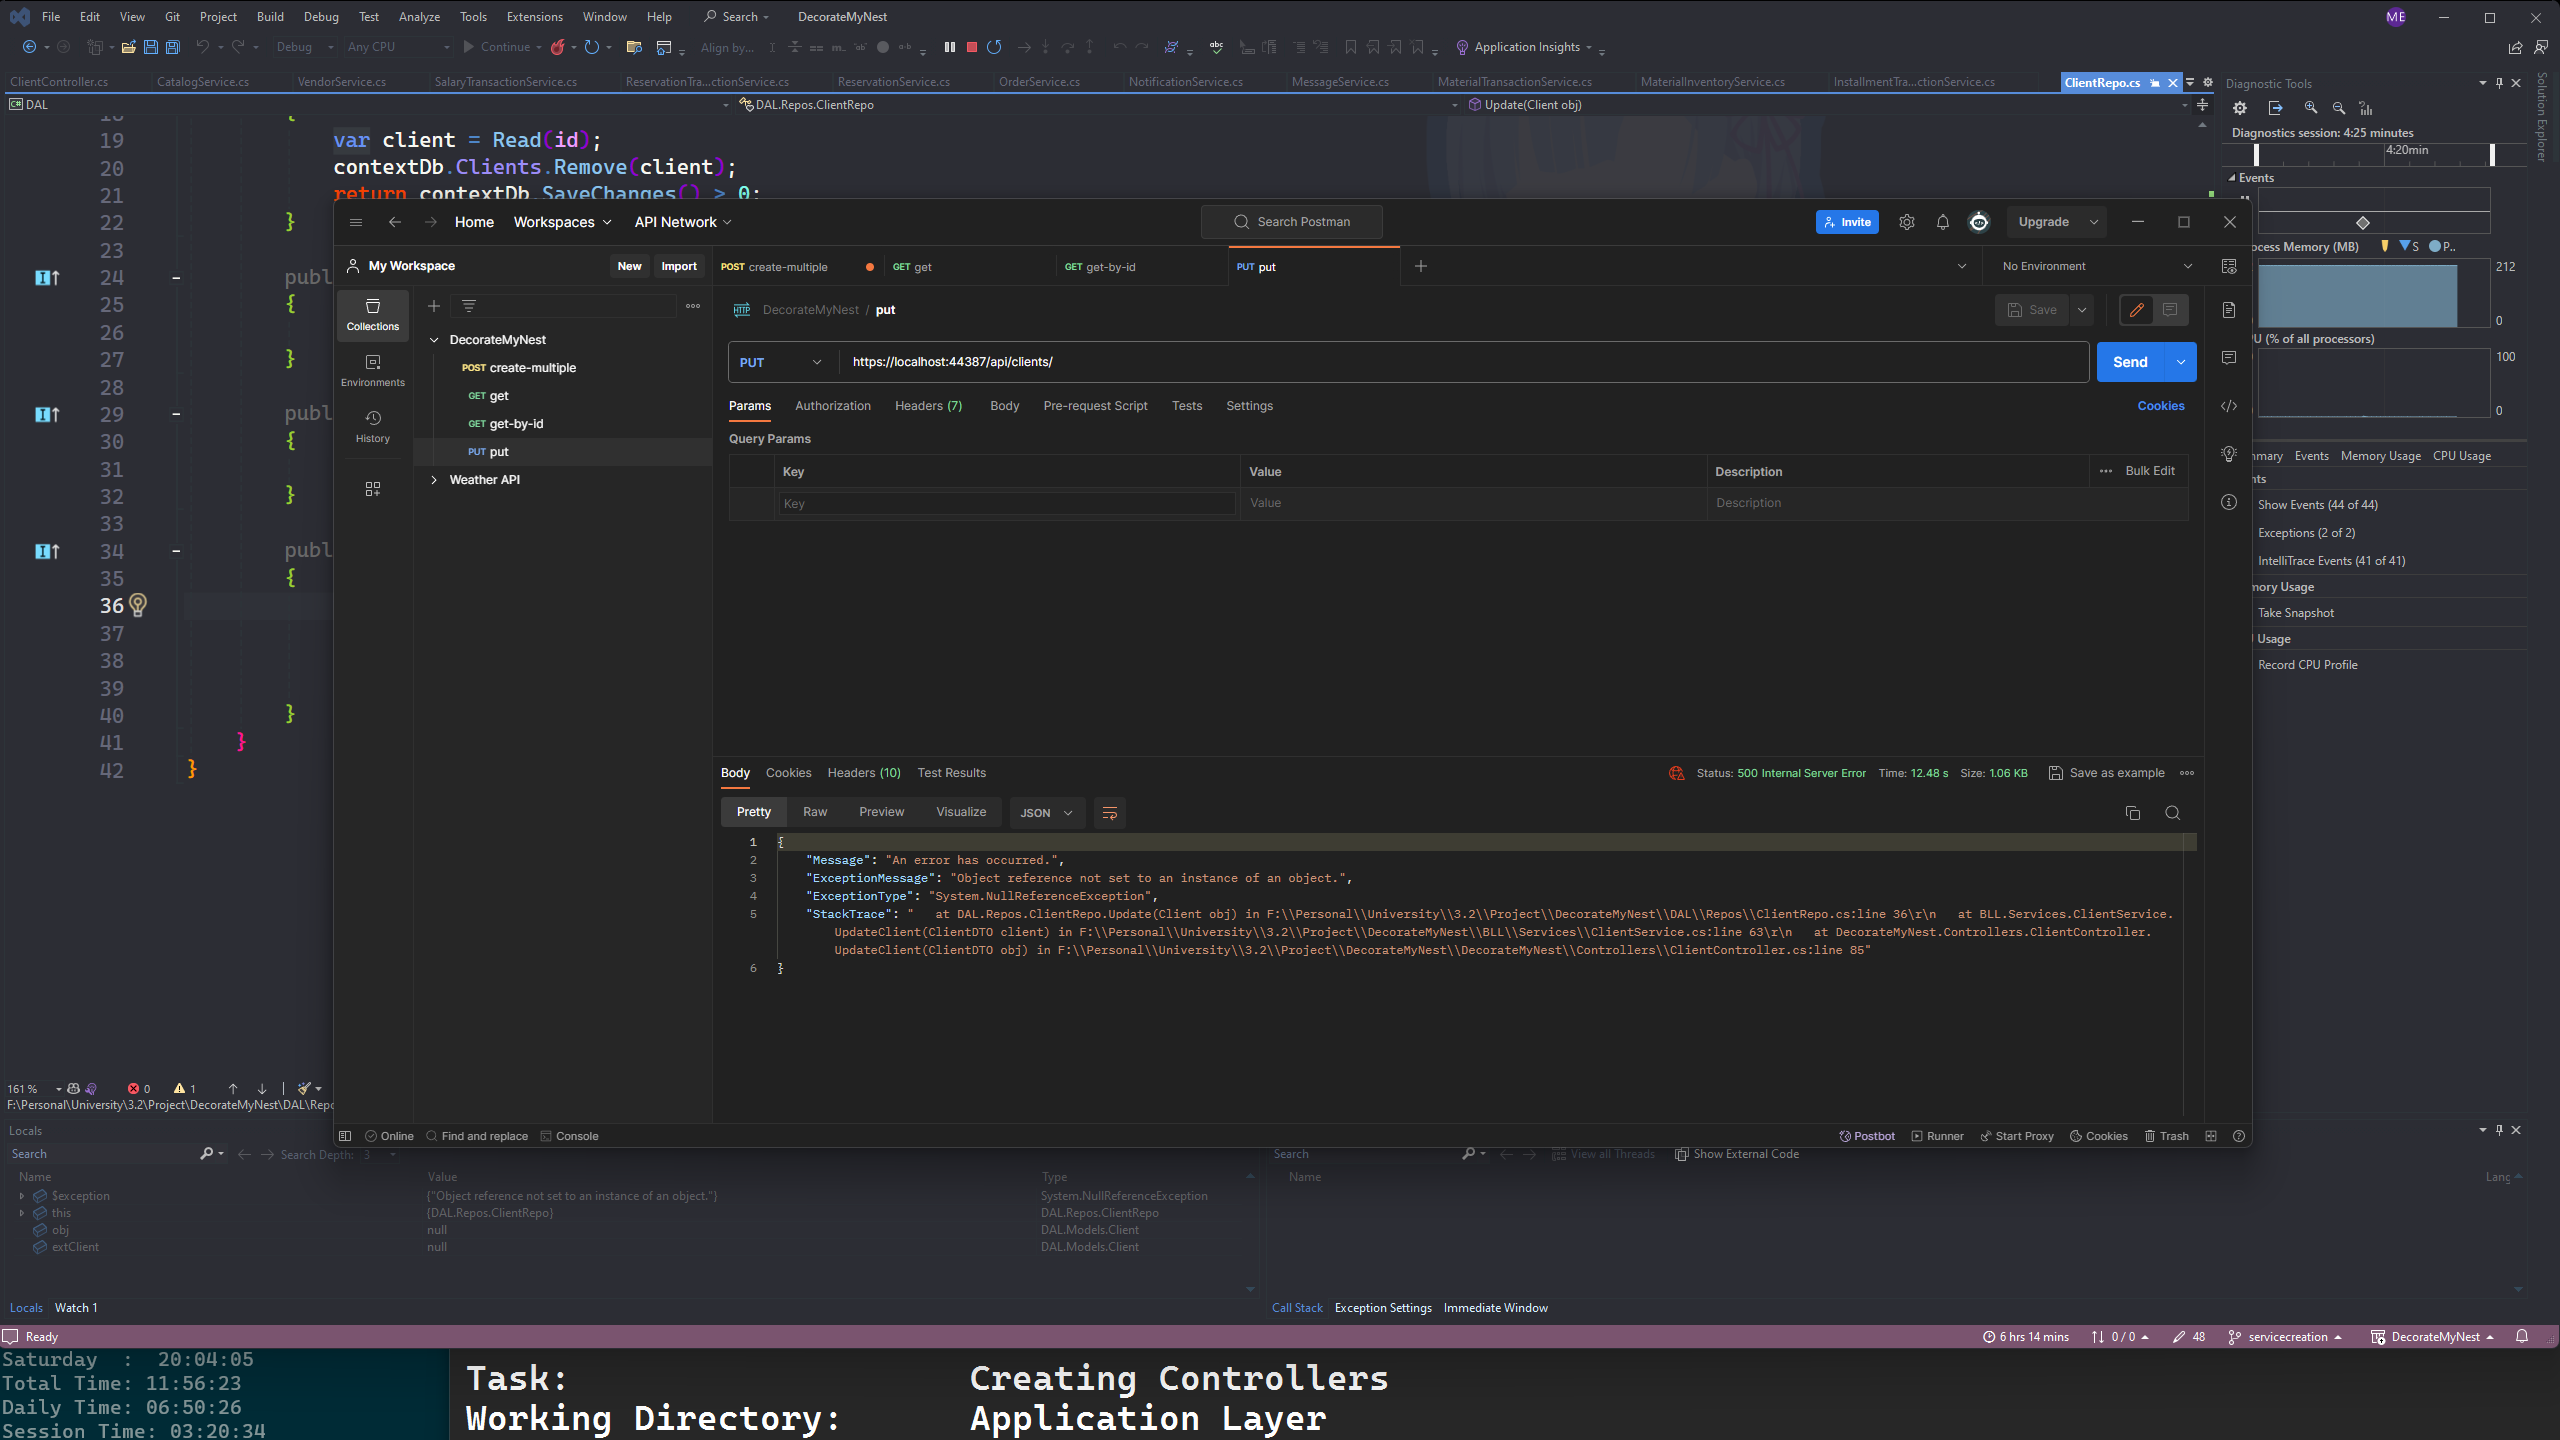 File Edit View Git Project Build Debug Test Analyze Tools Extensions Window Help Search DecorateMyNest ME
Debug Any CPU Continue Align by... Application Insights
ClientController.cs CatalogService.cs VendorService.cs SalaryTransactionService.cs ReservationTra...ctionService.cs ReservationService.cs OrderService.cs NotificationService.cs MessageService.cs MaterialTransactionService.cs MaterialInventoryService.cs InstallmentTra...ctionService.cs ClientRepo.cs
DAL DAL.Repos.ClientRepo Update(Client obj)
18 {
19 var client = Read(id);
20 contextDb.Clients.Remove(client);
21 return contextDb.SaveChanges() > 0;
22 }
23
24 publ
25 {
26
27 }
28
29 publ
30 {
31
32 }
33
34 publ
35 {
36
37
38
39
40 }
41 }
42 }
Diagnostic Tools
Diagnostics session: 4:25 minutes
4:20min
Events
ocess Memory (MB) S P..
212
0
U (% of all processors)
100
0
mmary Events Memory Usage CPU Usage
nts
Show Events (44 of 44)
Exceptions (2 of 2)
IntelliTrace Events (41 of 41)
mory Usage
Take Snapshot
Usage
Record CPU Profile
Solution Explorer
Home Workspaces API Network Search Postman Invite Upgrade
My Workspace New Import POST create-multiple GET get GET get-by-id PUT put No Environment
Collections
Environments
History
DecorateMyNest
POST create-multiple
GET get
GET get-by-id
PUT put
Weather API
HTTP DecorateMyNest / put Save
PUT https://localhost:44387/api/clients/ Send
Params Authorization Headers (7) Body Pre-request Script Tests Settings Cookies
Query Params
Key Value Description Bulk Edit
Key Value Description
Body Cookies Headers (10) Test Results Status: 500 Internal Server Error Time: 12.48 s Size: 1.06 KB Save as example
Pretty Raw Preview Visualize JSON
1 {
2 "Message": "An error has occurred.",
3 "ExceptionMessage": "Object reference not set to an instance of an object.",
4 "ExceptionType": "System.NullReferenceException",
5 "StackTrace": "   at DAL.Repos.ClientRepo.Update(Client obj) in F:\\Personal\\University\\3.2\\Project\\DecorateMyNest\\DAL\\Repos\\ClientRepo.cs:line 36\r\n   at BLL.Services.ClientService.
UpdateClient(ClientDTO client) in F:\\Personal\\University\\3.2\\Project\\DecorateMyNest\\BLL\\Services\\ClientService.cs:line 63\r\n   at DecorateMyNest.Controllers.ClientController.
UpdateClient(ClientDTO obj) in F:\\Personal\\University\\3.2\\Project\\DecorateMyNest\\DecorateMyNest\\Controllers\\ClientController.cs:line 85"
6 }
Online Find and replace Console Postbot Runner Start Proxy Cookies Trash
161 % 0 1
F:\Personal\University\3.2\Project\DecorateMyNest\DAL\Repo
Locals
Search Search Depth: 3
Name Value Type
$exception {"Object reference not set to an instance of an object."} System.NullReferenceException
this {DAL.Repos.ClientRepo} DAL.Repos.ClientRepo
obj null DAL.Models.Client
extClient null DAL.Models.Client
Locals Watch 1
Search View all Threads Show External Code
Name Lang
Call Stack Exception Settings Immediate Window
Ready 6 hrs 14 mins 0 / 0 48 servicecreation DecorateMyNest
Saturday : 20:04:05
Total Time: 11:56:23
Daily Time: 06:50:26
Session Time: 03:20:34
Task: Creating Controllers
Working Directory: Application Layer